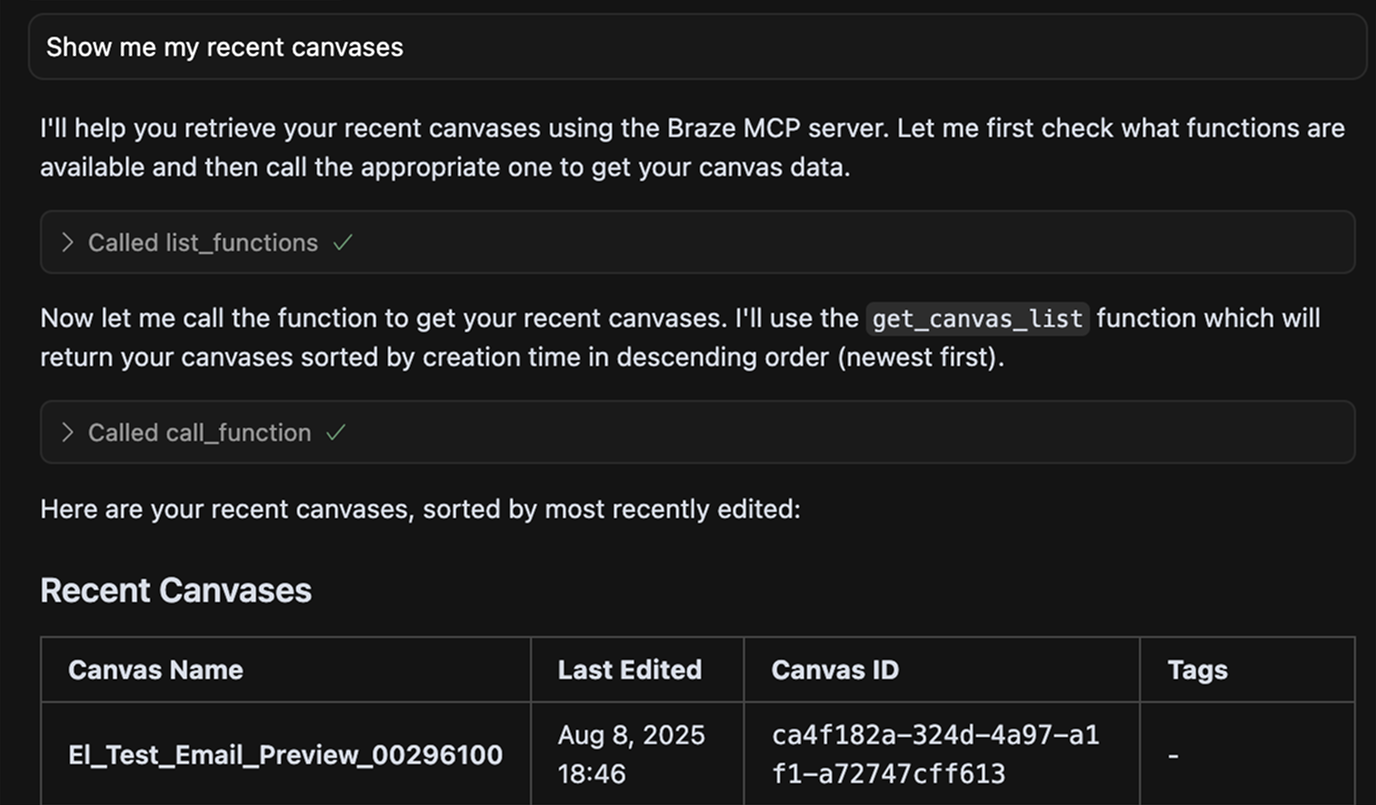 Show me my recent canvases
I'll help you retrieve your recent canvases using the Braze MCP server. Let me first check what functions are
available and then call the appropriate one to get your canvas data.
Called list_functions
Now let me call the function to get your recent canvases. I'll use the get_canvas_list function which will
return your canvases sorted by creation time in descending order (newest first).
Called call_function
Here are your recent canvases, sorted by most recently edited:
Recent Canvases
Canvas Name Last Edited Canvas ID Tags
El_Test_Email_Preview_00296100 Aug 8, 2025 ca4f182a-324d-4a97-a1 -
18:46 f1-a72747cff613